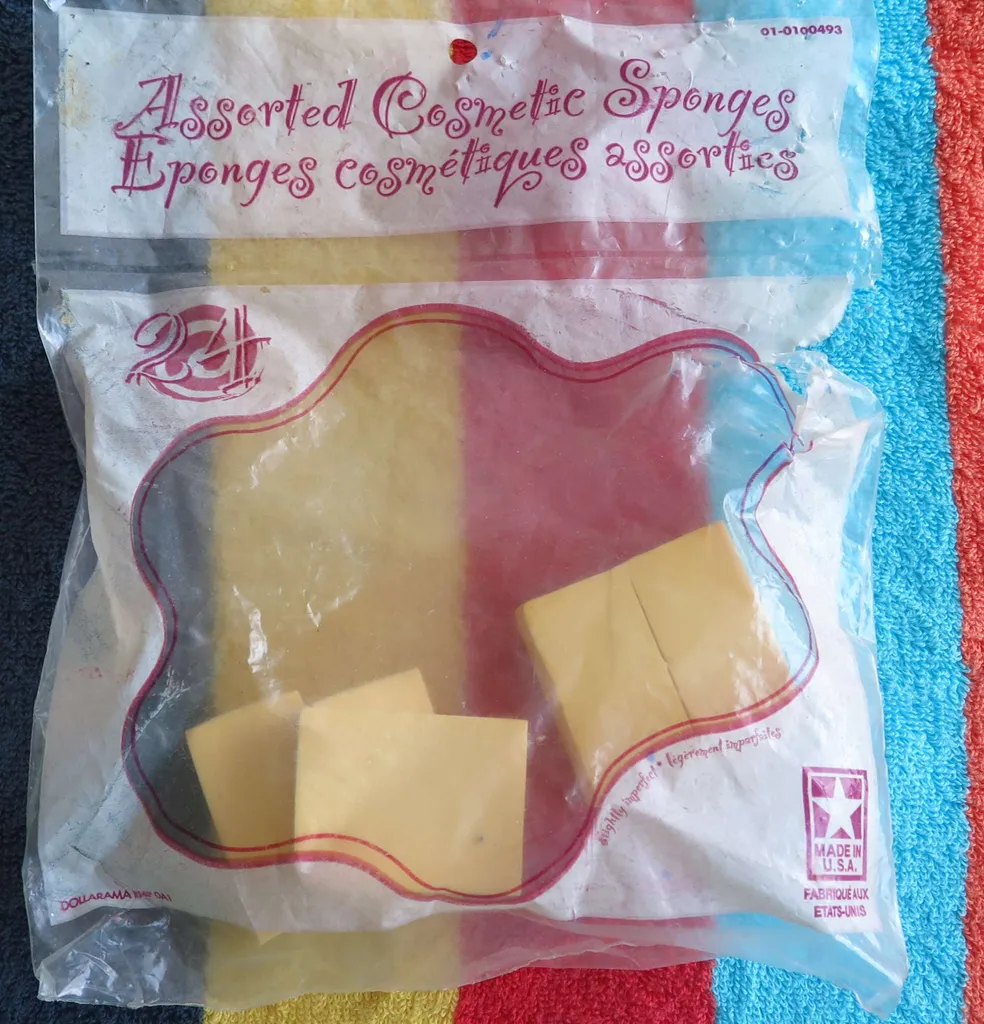 01-0100493
Assorted Cosmetic Sponges
Eponges cosmétiques assorties
24
slightly imperfect • légèrement imparfaites
MADE IN
U.S.A.
FABRIQUÉ AUX
ETATS-UNIS
DOLLARAMA